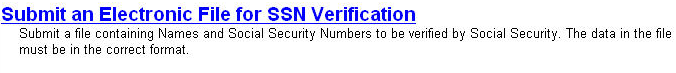 Submit an Electronic File for SSN Verification
Submit a file containing Names and Social Security Numbers to be verified by Social Security. The data in the file
must be in the correct format.